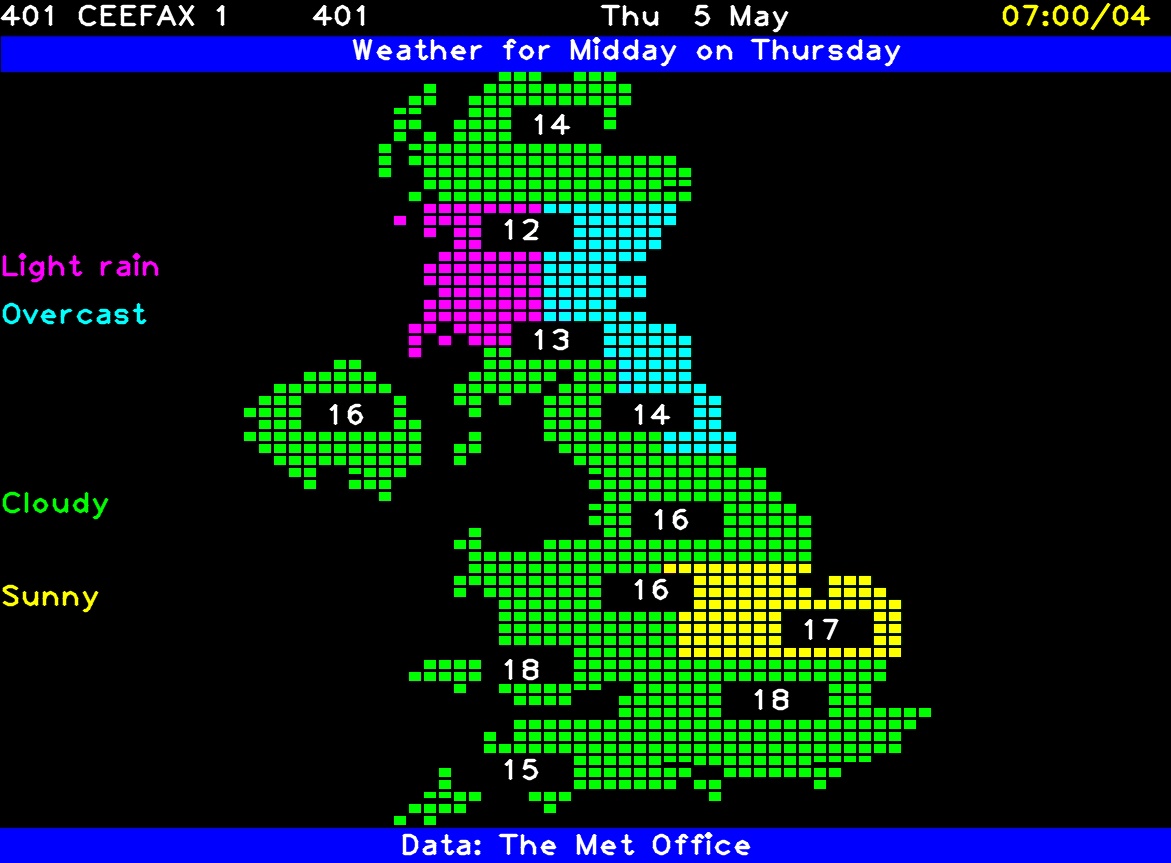 401 CEEFAX 1 401 Thu 5 May 07:00/04
Weather for Midday on Thursday
14
12
Light rain
Overcast
13
16
14
Cloudy
16
16
Sunny
17
18
18
15
Data: The Met Office